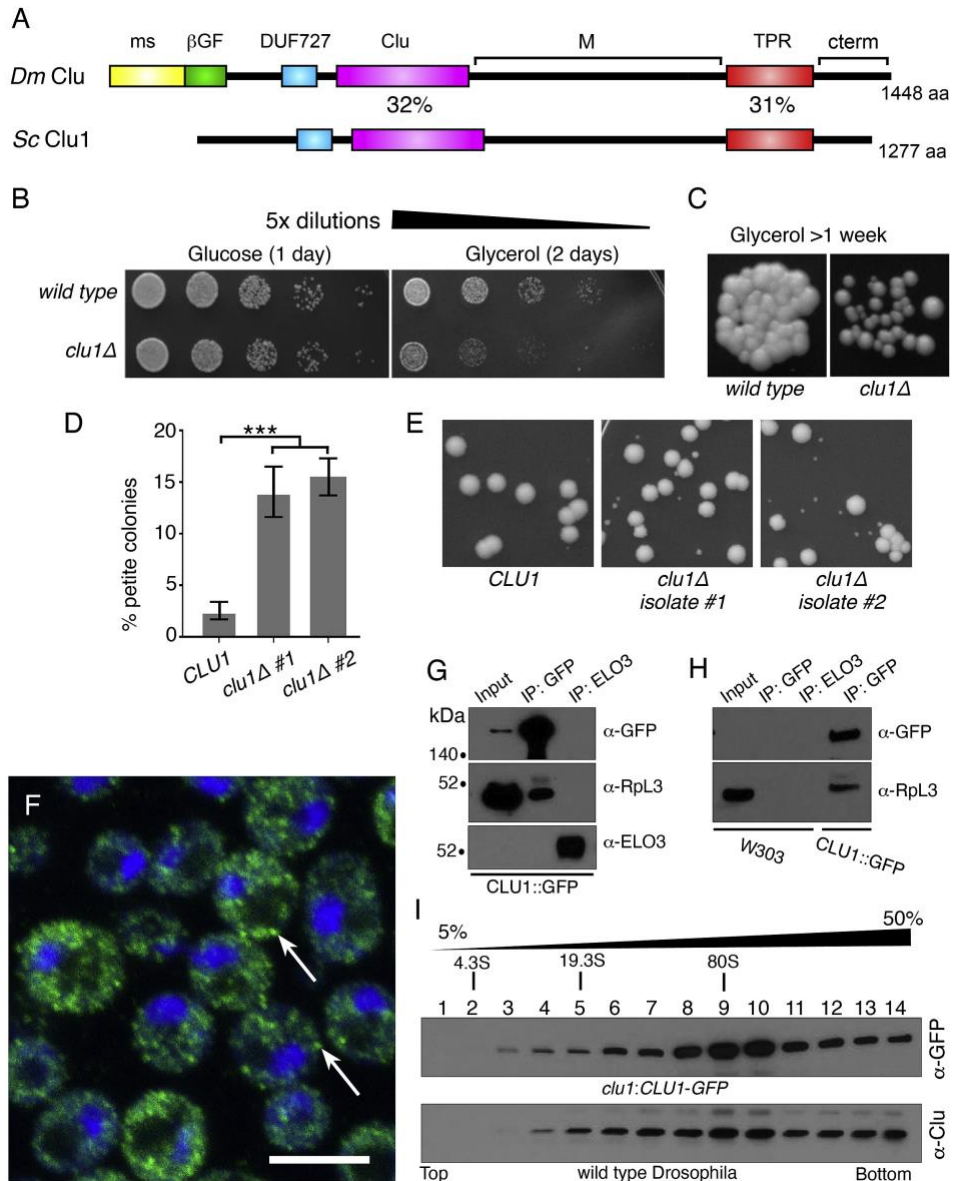 A
ms βGF DUF727 Clu M TPR cterm
Dm Clu
1448 aa
32% 31%
Sc Clu1
1277 aa
B
5x dilutions
Glucose (1 day) Glycerol (2 days)
wild type
clu1Δ
C
Glycerol >1 week
wild type clu1Δ
D
***
20
15
10
5
0
% petite colonies
CLU1 clu1Δ #1 clu1Δ #2
E
CLU1 clu1Δ clu1Δ
isolate #1 isolate #2
F
G
Input IP: GFP IP: ELO3
kDa
α-GFP
140
52
α-RpL3
α-ELO3
52
CLU1::GFP
H
Input IP: GFP IP: ELO3 IP: GFP
α-GFP
α-RpL3
W303 CLU1::GFP
I
5% 50%
4.3S 19.3S 80S
1 2 3 4 5 6 7 8 9 10 11 12 13 14
α-GFP
clu1:CLU1-GFP
α-Clu
Top wild type Drosophila Bottom